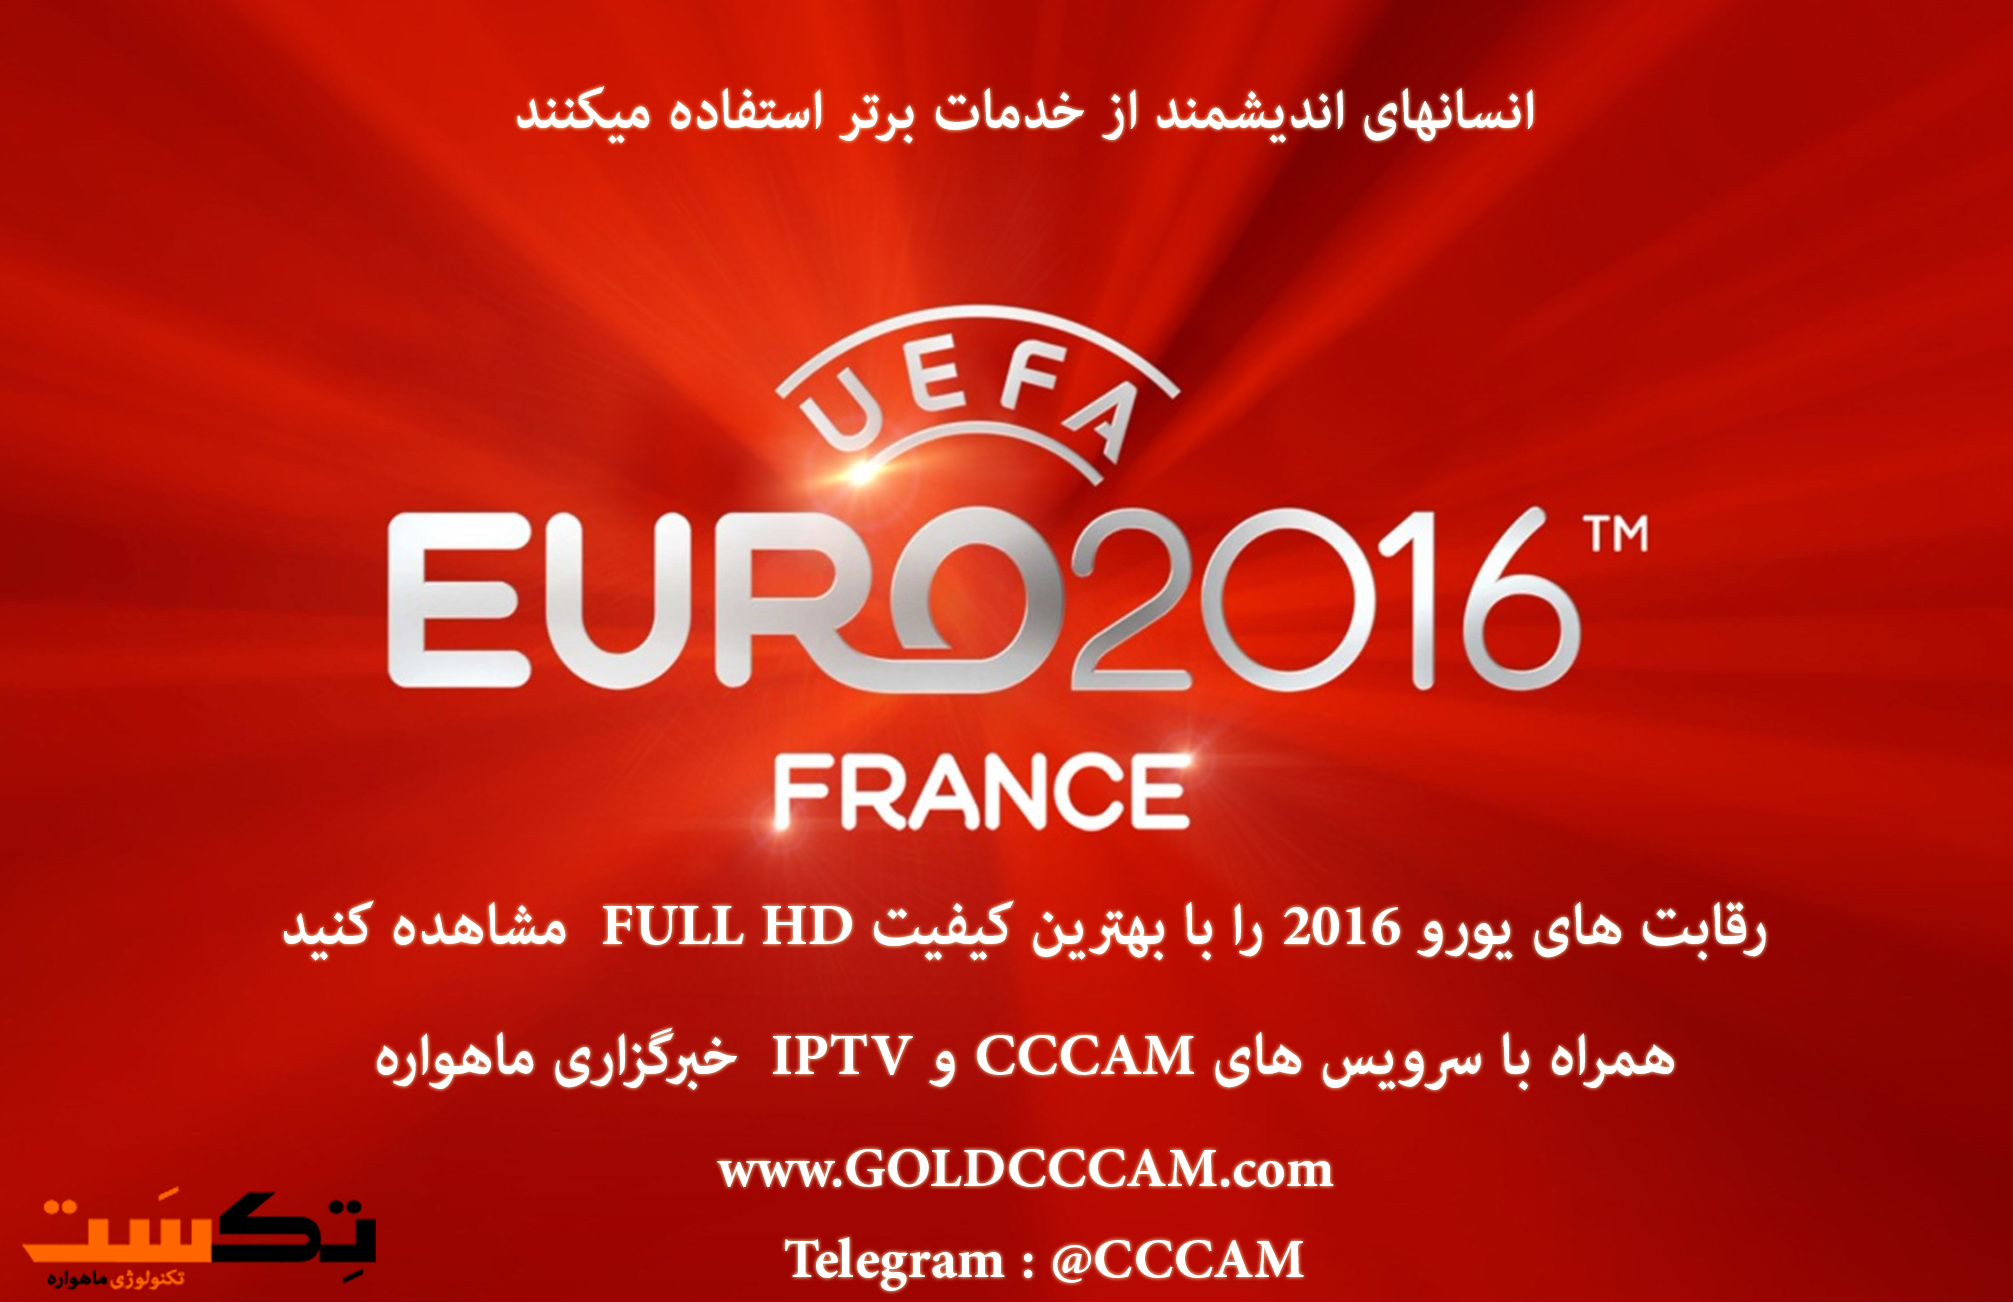 انسانهای اندیشمند از خدمات برتر استفاده میکنند
UEFA
EURO2016™
FRANCE
رقابت های یورو 2016 را با بهترین کیفیت FULL HD مشاهده کنید
همراه با سرویس های CCCAM و IPTV خبرگزاری ماهواره
www.GOLDCCCAM.com
Telegram : @CCCAM
تِکسَت
تکنولوژی ماهواره